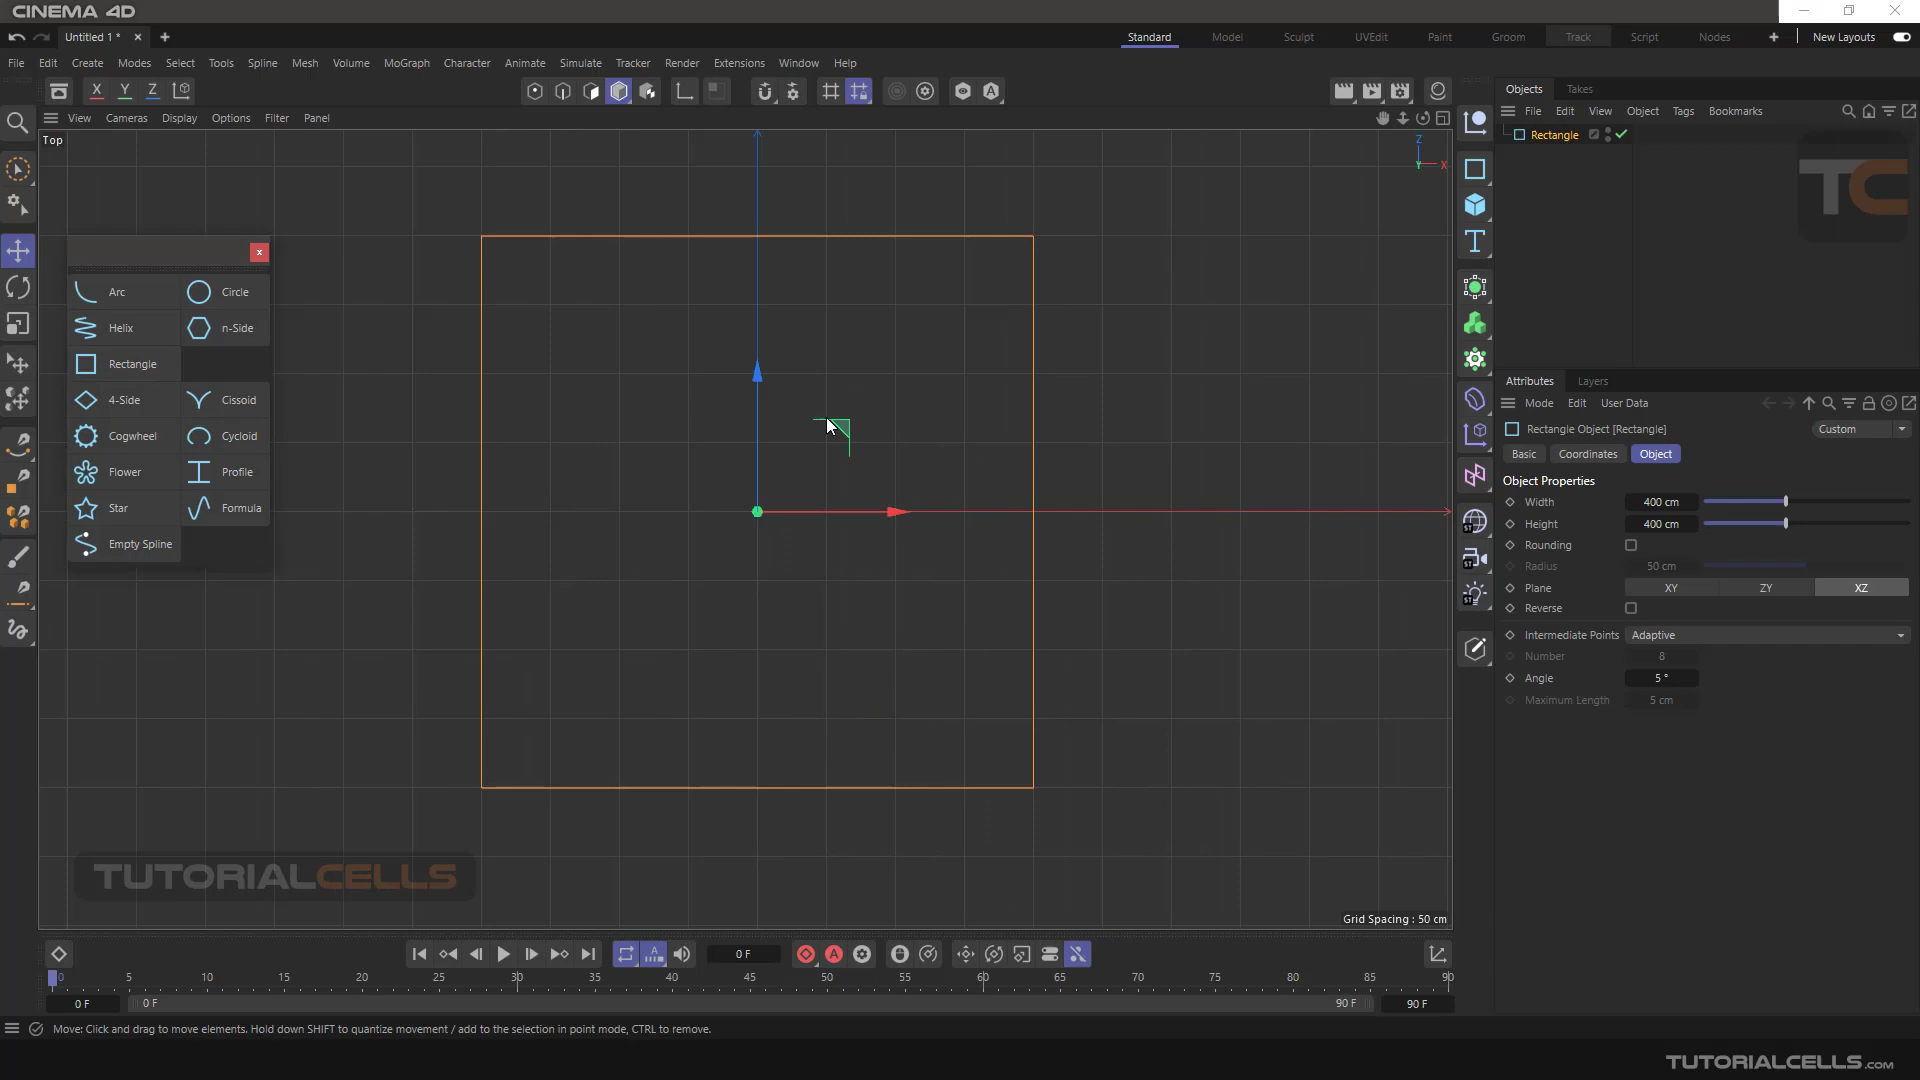 CINEMA 4D
Untitled 1 *
Standard
Model
Sculpt
UVEdit
Paint
Groom
Track
Script
Nodes
New Layouts
File Edit Create Modes Select Tools Spline Mesh Volume MoGraph Character Animate Simulate Tracker Render Extensions Window Help
X Y Z
View Cameras Display Options Filter Panel
Top
Z
Y X
Arc Circle
Helix n-Side
Rectangle
4-Side Cissoid
Cogwheel Cycloid
Flower Profile
Star Formula
Empty Spline
TUTORIALCELLS
Grid Spacing : 50 cm
Objects Takes
File Edit View Object Tags Bookmarks
Rectangle
TC
Attributes Layers
Mode Edit User Data
Rectangle Object [Rectangle] Custom
Basic Coordinates Object
Object Properties
Width 400 cm
Height 400 cm
Rounding
Radius 50 cm
Plane XY ZY XZ
Reverse
Intermediate Points Adaptive
Number 8
Angle 5 °
Maximum Length 5 cm
0 F
0 5 10 15 20 25 30 35 40 45 50 55 60 65 70 75 80 85 90
0 F 0 F 90 F 90 F
Move: Click and drag to move elements. Hold down SHIFT to quantize movement / add to the selection in point mode, CTRL to remove.
TUTORIALCELLS.COM